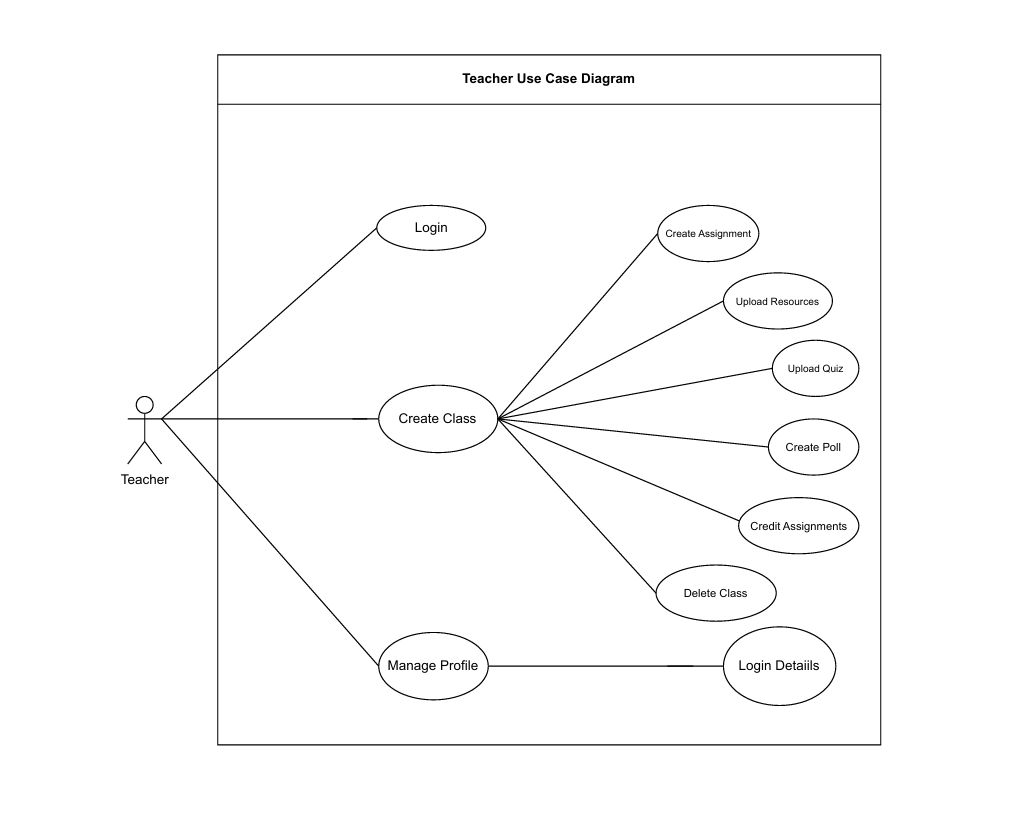 Teacher Use Case Diagram
Login
Create Assignment
Upload Resources
Upload Quiz
Create Class
Teacher
Create Poll
Credit Assignments
Delete Class
Manage Profile
Login Detaiils